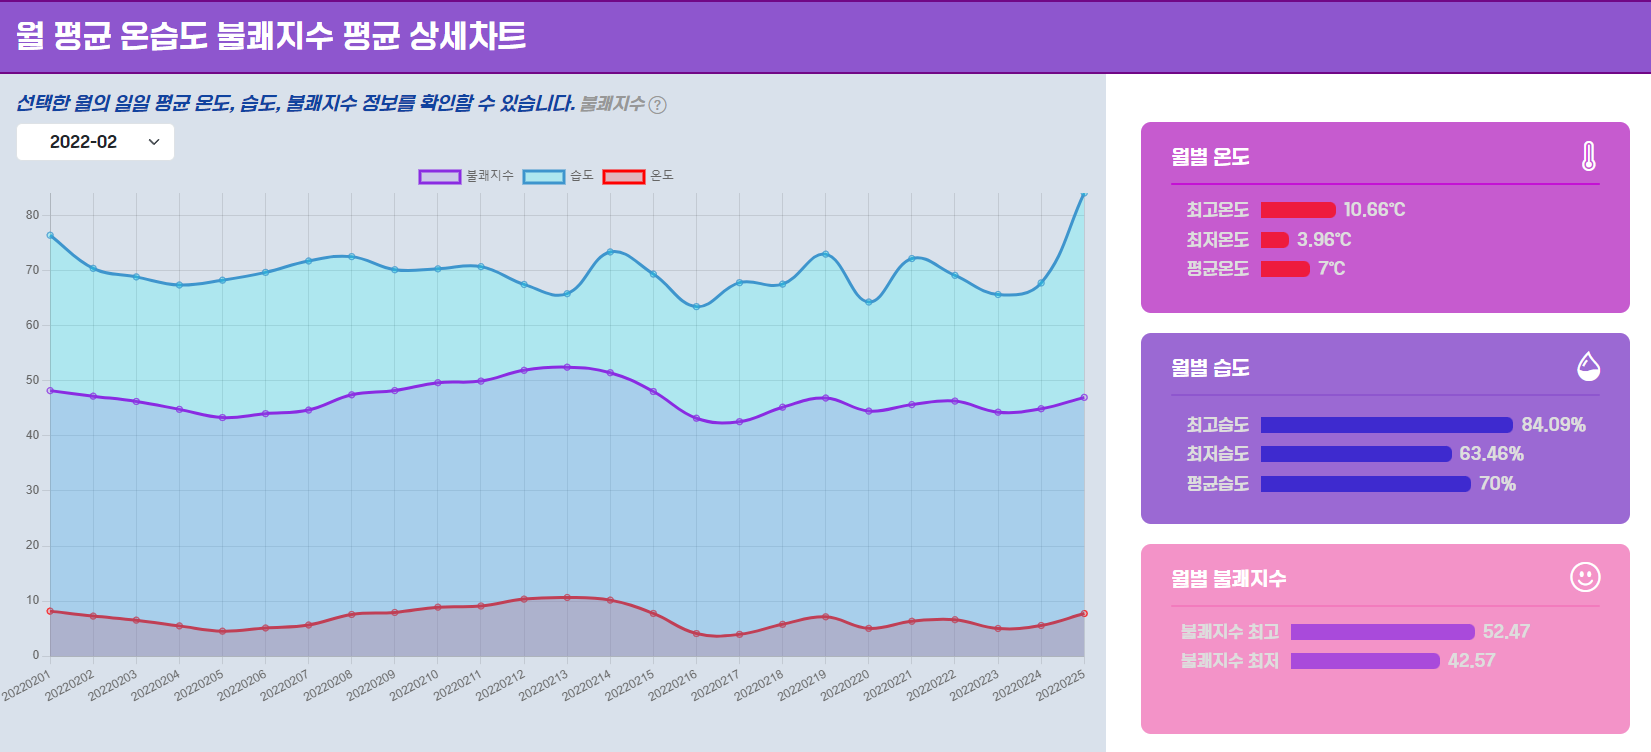 월 평균 온습도 불쾌지수 평균 상세차트
선택한 월의 일일 평균 온도, 습도, 불쾌지수 정보를 확인할 수 있습니다. 불쾌지수 ?
2022-02
불쾌지수 습도 온도
80
70
60
50
40
30
20
10
0
20220201 20220202 20220203 20220204 20220205 20220206 20220207 20220208 20220209 20220210 20220211 20220212 20220213 20220214 20220215 20220216 20220217 20220218 20220219 20220220 20220221 20220222 20220223 20220224 20220225
월별 온도
최고온도 10.66℃
최저온도 3.96℃
평균온도 7℃
월별 습도
최고습도 84.09%
최저습도 63.46%
평균습도 70%
월별 불쾌지수
불쾌지수 최고 52.47
불쾌지수 최저 42.57